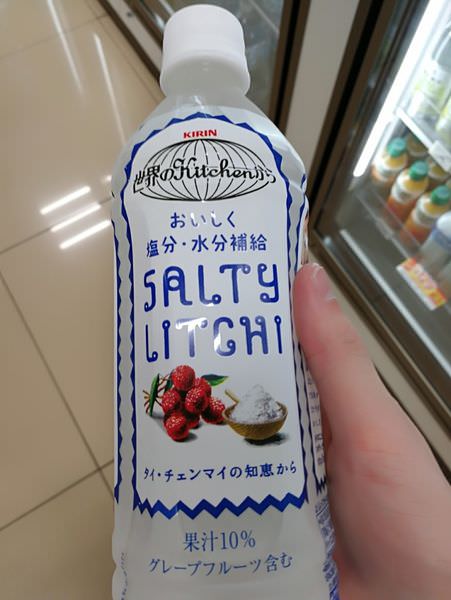 KIRIN
世界のKitchenから
おいしく
塩分・水分補給
SALTY
LITCHI
タイ・チェンマイの知恵から
果汁10%
グレープフルーツ含む